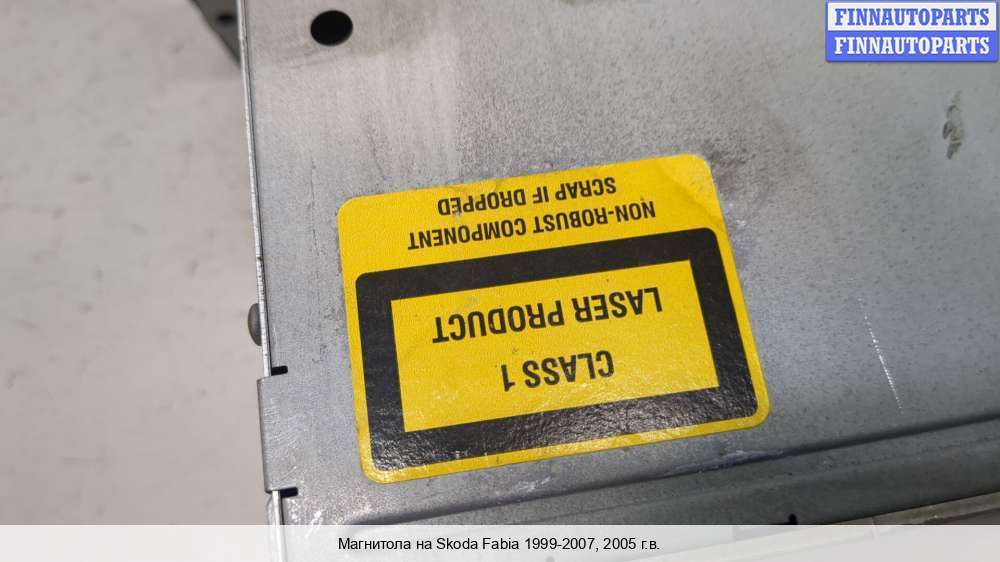 FINNAUTOPARTS
FINNAUTOPARTS
CLASS 1
LASER PRODUCT
NON-ROBUST COMPONENT
SCRAP IF DROPPED
Магнитола на Skoda Fabia 1999-2007, 2005 г.в.